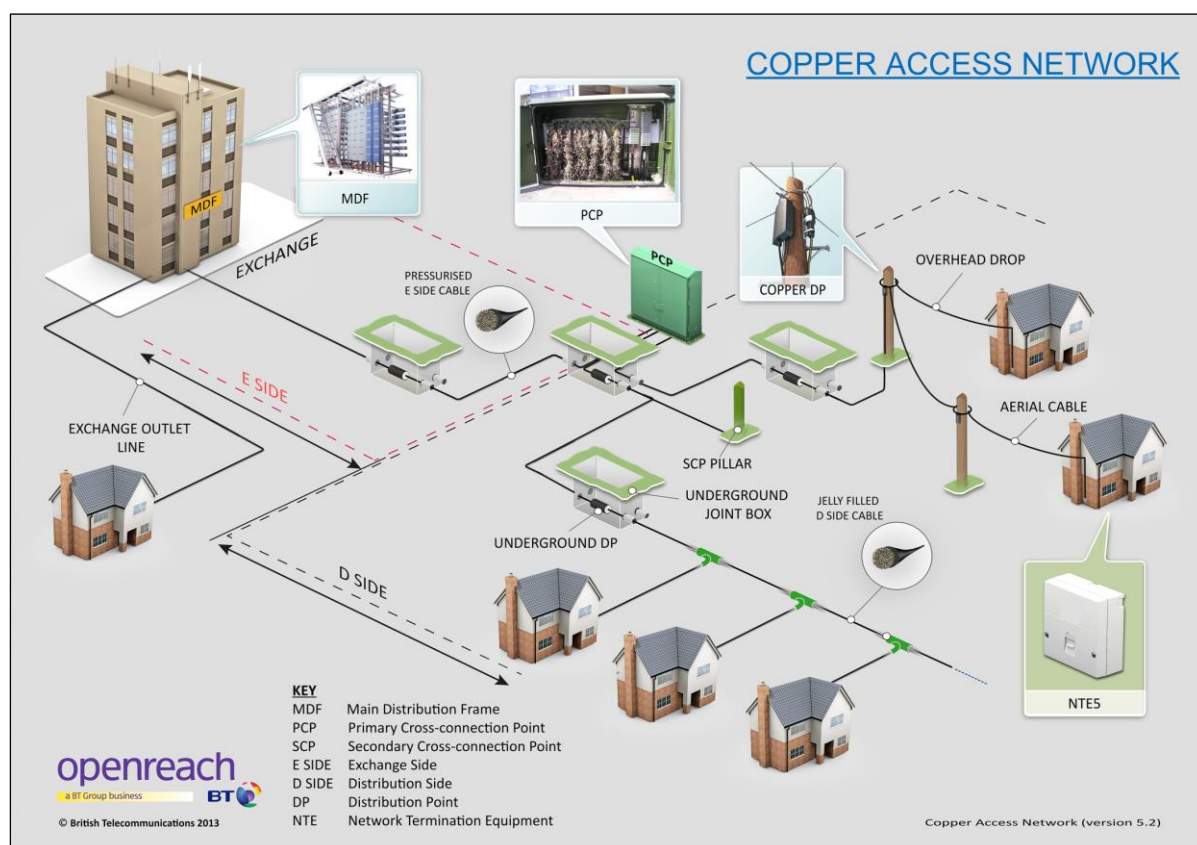 COPPER ACCESS NETWORK
MDF
MDF
EXCHANGE
PCP
PCP
COPPER DP
OVERHEAD DROP
PRESSURISED
E SIDE CABLE
E SIDE
EXCHANGE OUTLET
LINE
AERIAL CABLE
SCP PILLAR
UNDERGROUND
JOINT BOX
JELLY FILLED
D SIDE CABLE
UNDERGROUND DP
D SIDE
NTE5
KEY
MDF Main Distribution Frame
PCP Primary Cross-connection Point
SCP Secondary Cross-connection Point
E SIDE Exchange Side
D SIDE Distribution Side
DP Distribution Point
NTE Network Termination Equipment
openreach
a BT Group business
BT
© British Telecommunications 2013
Copper Access Network (version 5.2)